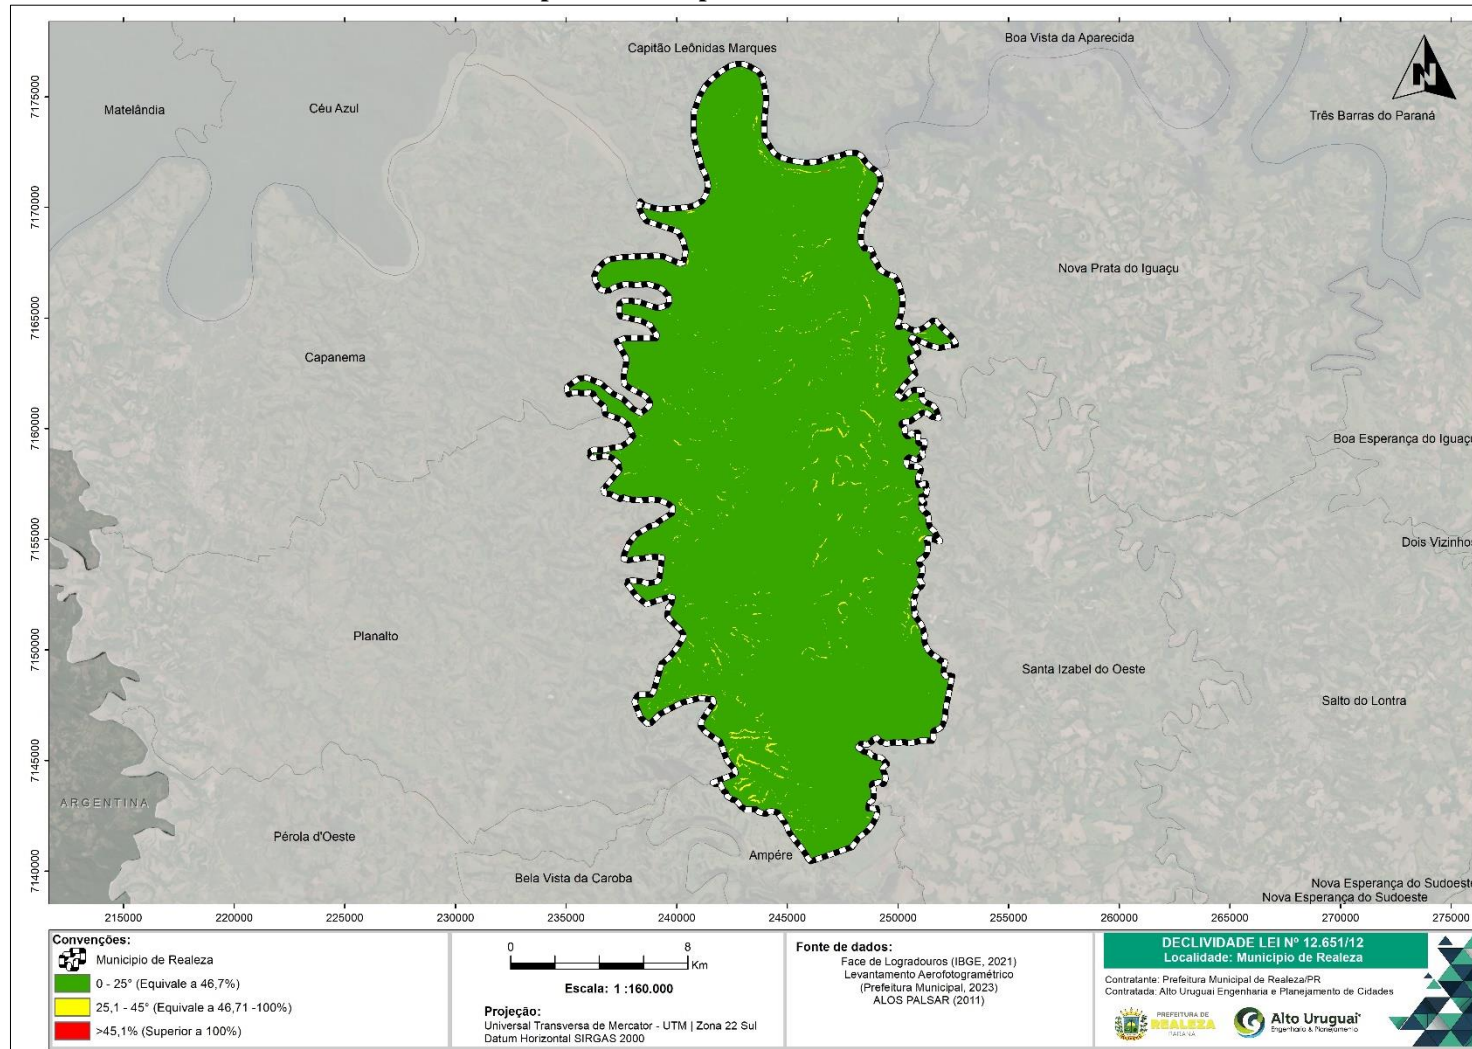 Capitão Leônidas Marques
Boa Vista da Aparecida
N
Matelândia
Céu Azul
Três Barras do Paraná
Nova Prata do Iguaçu
Capanema
Boa Esperança do Iguaçu
Dois Vizinhos
Planalto
Santa Izabel do Oeste
Salto do Lontra
ARGENTINA
Pérola d'Oeste
Ampére
Bela Vista da Caroba
Nova Esperança do Sudoeste
Nova Esperança do Sudoeste
7175000
7170000
7165000
7160000
7155000
7150000
7145000
7140000
215000 220000 225000 230000 235000 240000 245000 250000 255000 260000 265000 270000 275000
Convenções:
Municipio de Realeza
0 - 25° (Equivale a 46,7%)
25,1 - 45° (Equivale a 46,71 -100%)
>45,1% (Superior a 100%)
0 8
Km
Escala: 1 :160.000
Projeção:
Universal Transversa de Mercator - UTM | Zona 22 Sul
Datum Horizontal SIRGAS 2000
Fonte de dados:
Face de Logradouros (IBGE, 2021)
Levantamento Aerofotogramétrico
(Prefeitura Municipal, 2023)
ALOS PALSAR (2011)
DECLIVIDADE LEI Nº 12.651/12
Localidade: Municipio de Realeza
Contratante: Prefeitura Municipal de Realeza/PR
Contratada: Alto Uruguai Engenharia e Planejamento de Cidades
PREFEITURA DE
REALEZA
PARANÁ
Alto Uruguai
Engenharia & Planejamento